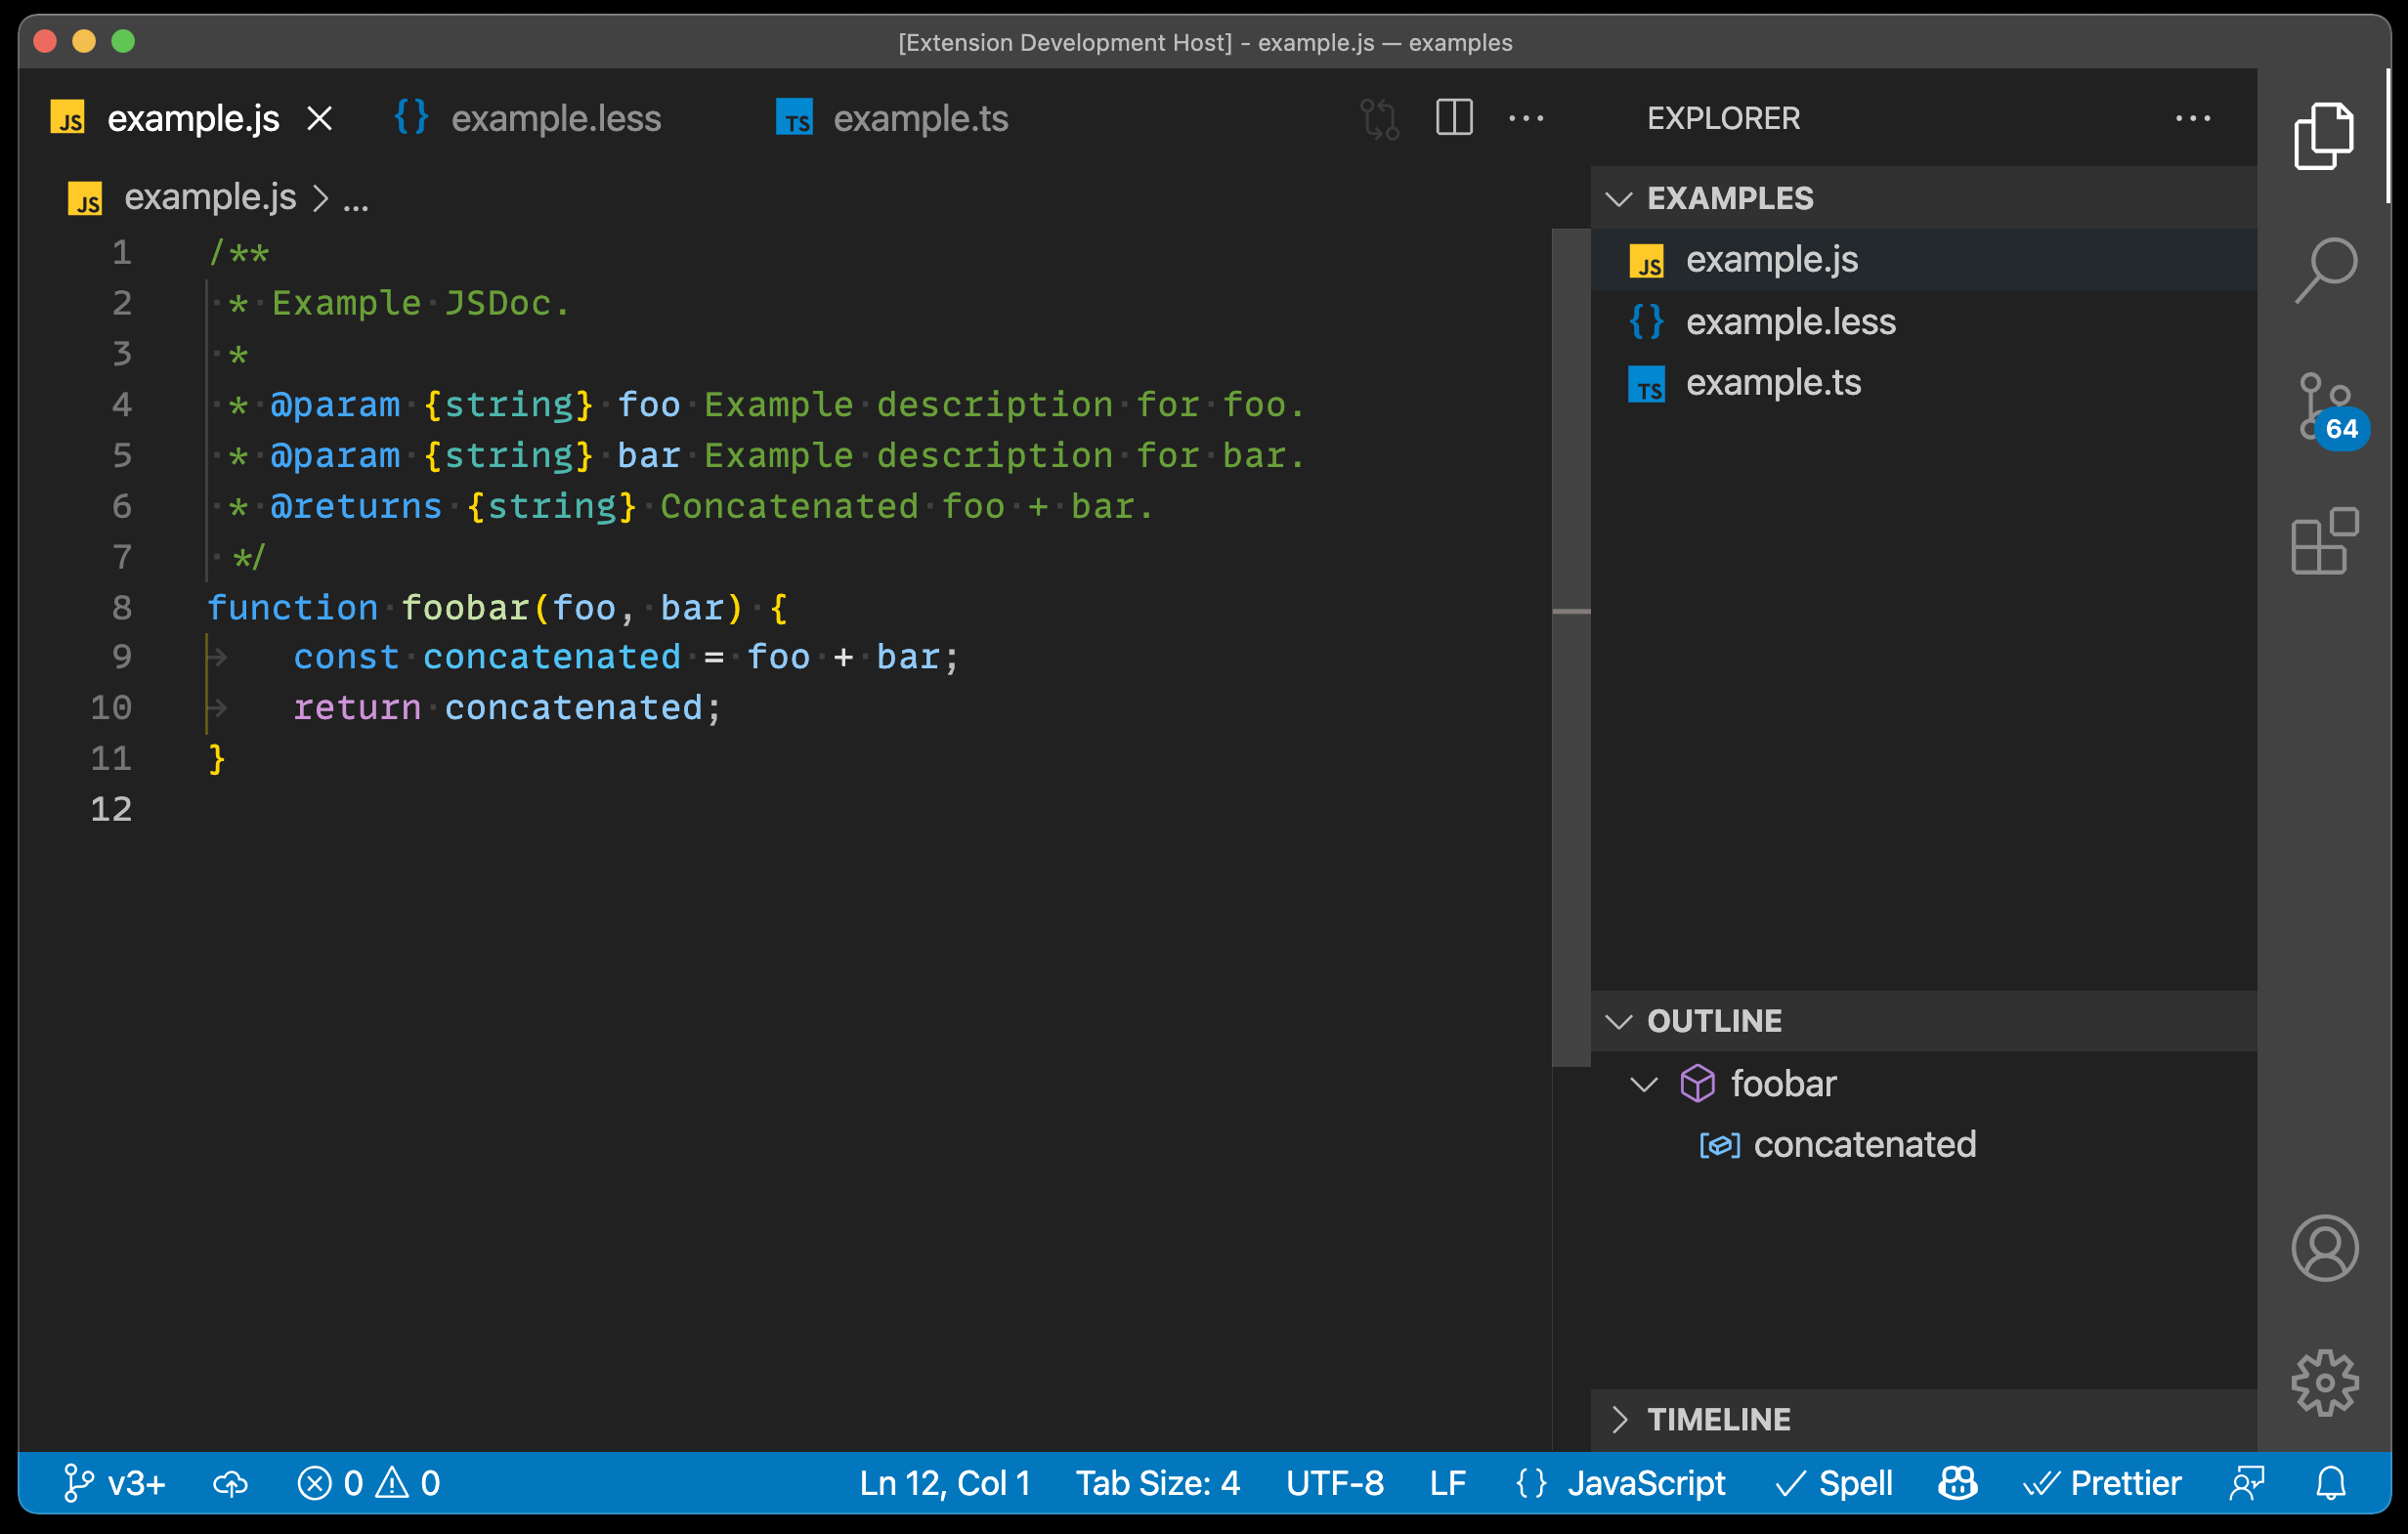 [Extension Development Host] - example.js — examples
JS example.js
{} example.less
TS example.ts
JS example.js > ...
1 /**
2  * Example JSDoc.
3  *
4  * @param {string} foo Example description for foo.
5  * @param {string} bar Example description for bar.
6  * @returns {string} Concatenated foo + bar.
7  */
8 function foobar(foo, bar) {
9     const concatenated = foo + bar;
10     return concatenated;
11 }
12
EXPLORER
EXAMPLES
JS example.js
{} example.less
TS example.ts
OUTLINE
foobar
concatenated
TIMELINE
64
v3+ 0 0 Ln 12, Col 1 Tab Size: 4 UTF-8 LF {} JavaScript Spell Prettier